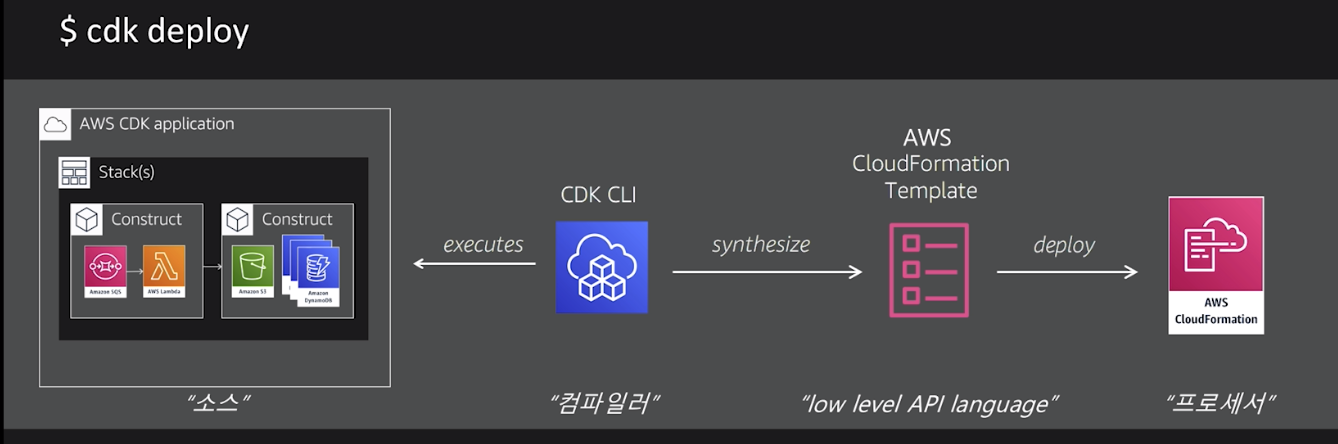 $ cdk deploy
AWS CDK application
Stack(s)
Construct
Construct
Amazon SQS
AWS Lambda
Amazon S3
Amazon
DynamoDB
executes
CDK CLI
synthesize
AWS
CloudFormation
Template
deploy
AWS
CloudFormation
“소스”
“컴파일러”
“low level API language”
“프로세서”